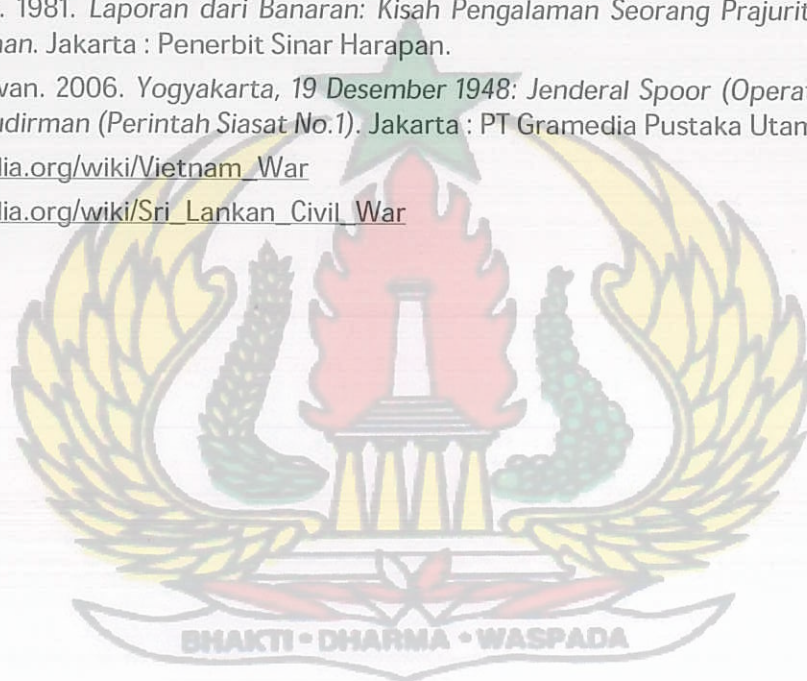 . 1981. Laporan dari Banaran: Kisah Pengalaman Seorang Prajurit
an. Jakarta : Penerbit Sinar Harapan.
wan. 2006. Yogyakarta, 19 Desember 1948: Jenderal Spoor (Operat
udirman (Perintah Siasat No.1). Jakarta : PT Gramedia Pustaka Utam
dia.org/wiki/Vietnam_War
dia.org/wiki/Sri_Lankan_Civil_War
BHAKTI • DHARMA • WASPADA